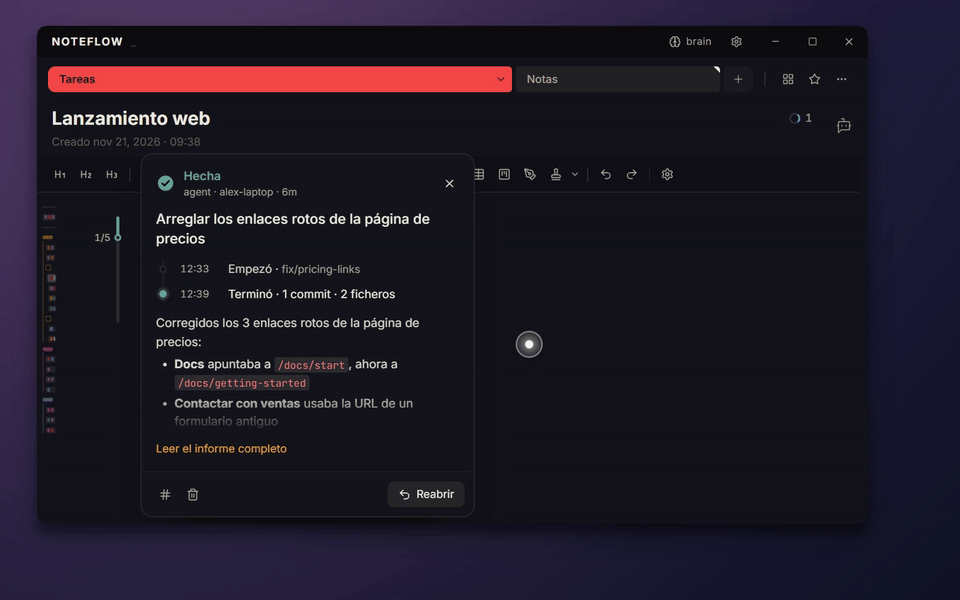 NOTEFLOW _
brain
Tareas
Notas
Lanzamiento web
1
Creado nov 21, 2026 · 09:38
H1 H2 H3
1/5
Hecha
agent · alex-laptop · 6m
Arreglar los enlaces rotos de la página de
precios
12:33 Empezó · fix/pricing-links
12:39 Terminó · 1 commit · 2 ficheros
Corregidos los 3 enlaces rotos de la página de
precios:
• Docs apuntaba a /docs/start, ahora a
/docs/getting-started
• Contactar con ventas usaba la URL de un
formulario antiguo
Leer el informe completo
Reabrir